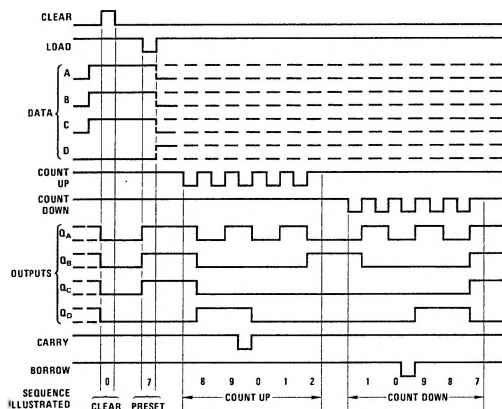 CLEAR
LOAD
A
B
DATA
C
D
COUNT
UP
COUNT
DOWN
QA
QB
OUTPUTS
QC
QD
CARRY
BORROW
SEQUENCE
ILLUSTRATED
0 7 8 9 0 1 2 1 0 9 8 7
CLEAR PRESET COUNT UP COUNT DOWN